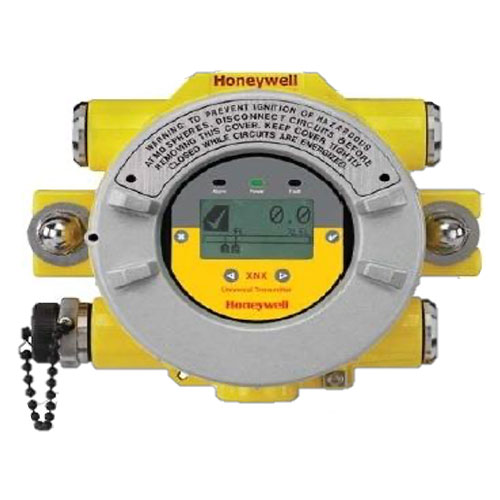 Honeywell
WARNING: TO PREVENT IGNITION OF HAZARDOUS
ATMOSPHERES, DISCONNECT CIRCUITS BEFORE
REMOVING THIS COVER. KEEP COVER TIGHTLY
CLOSED WHILE CIRCUITS ARE ENERGIZED.
Alarm Power Fault
0.0
XNX
Universal Transmitter
Honeywell